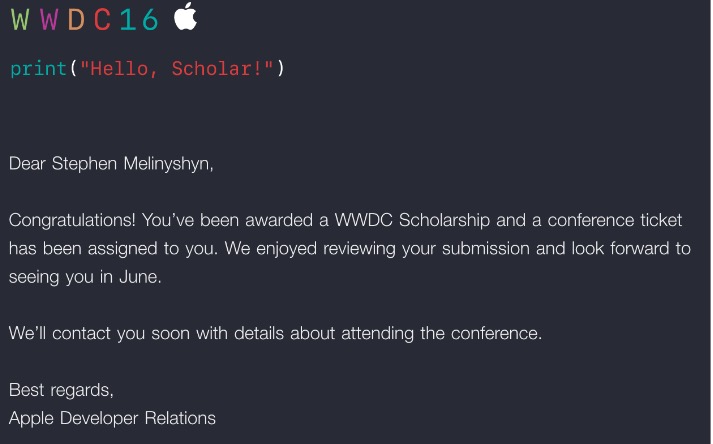 WWDC16
print("Hello, Scholar!")
Dear Stephen Melinyshyn,
Congratulations! You've been awarded a WWDC Scholarship and a conference ticket
has been assigned to you. We enjoyed reviewing your submission and look forward to
seeing you in June.
We'll contact you soon with details about attending the conference.
Best regards,
Apple Developer Relations